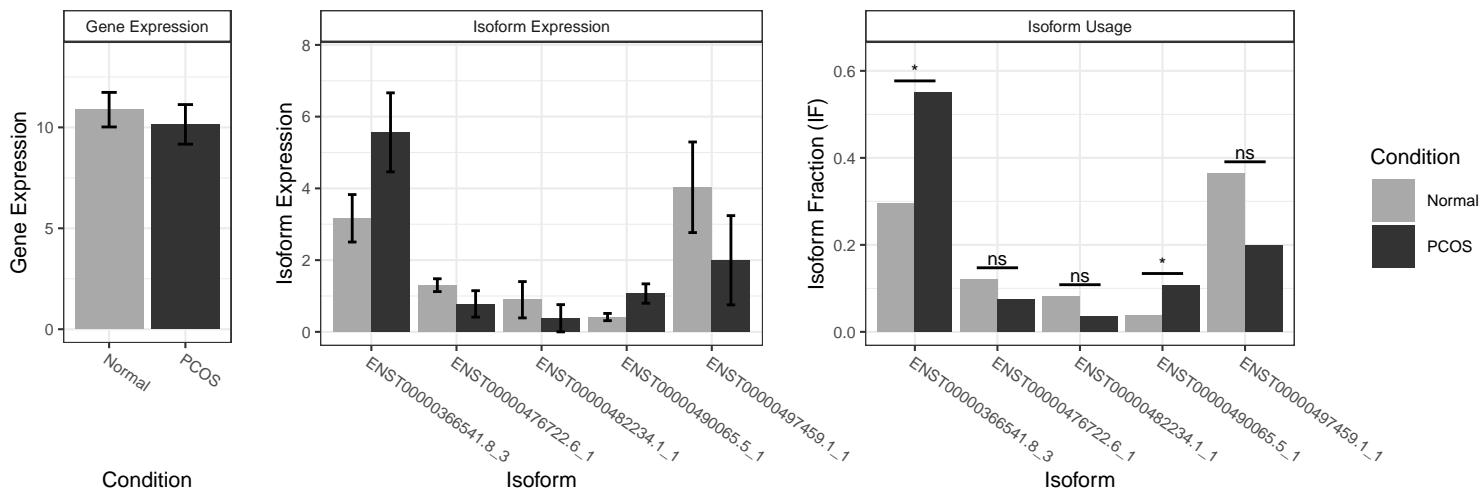 Gene Expression
Gene Expression
0
5
10
Normal
PCOS
Condition
Isoform Expression
Isoform Expression
0
2
4
6
8
ENST00000366541.8_3
ENST00000476722.6_1
ENST00000482234.1_1
ENST00000490065.5_1
ENST00000497459.1_1
Isoform
Isoform Usage
Isoform Fraction (IF)
0.0
0.2
0.4
0.6
*
ns
ns
*
ns
ENST00000366541.8_3
ENST00000476722.6_1
ENST00000482234.1_1
ENST00000490065.5_1
ENST00000497459.1_1
Isoform
Condition
Normal
PCOS